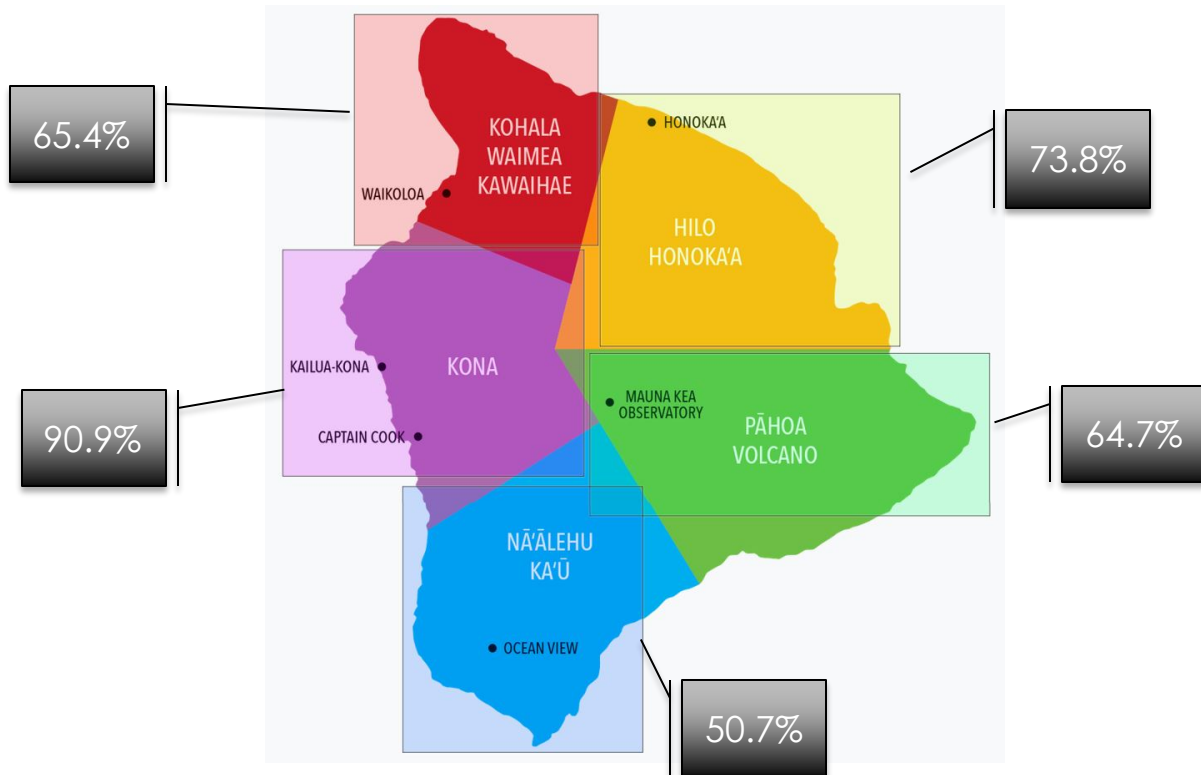 65.4%
KOHALA
WAIMEA
KAWAIHAE
WAIKOLOA
HONOKA‘A
73.8%
HILO
HONOKA‘A
KAILUA-KONA
KONA
CAPTAIN COOK
90.9%
MAUNA KEA
OBSERVATORY
PĀHOA
VOLCANO
64.7%
NĀ‘ĀLEHU
KA‘Ū
OCEAN VIEW
50.7%